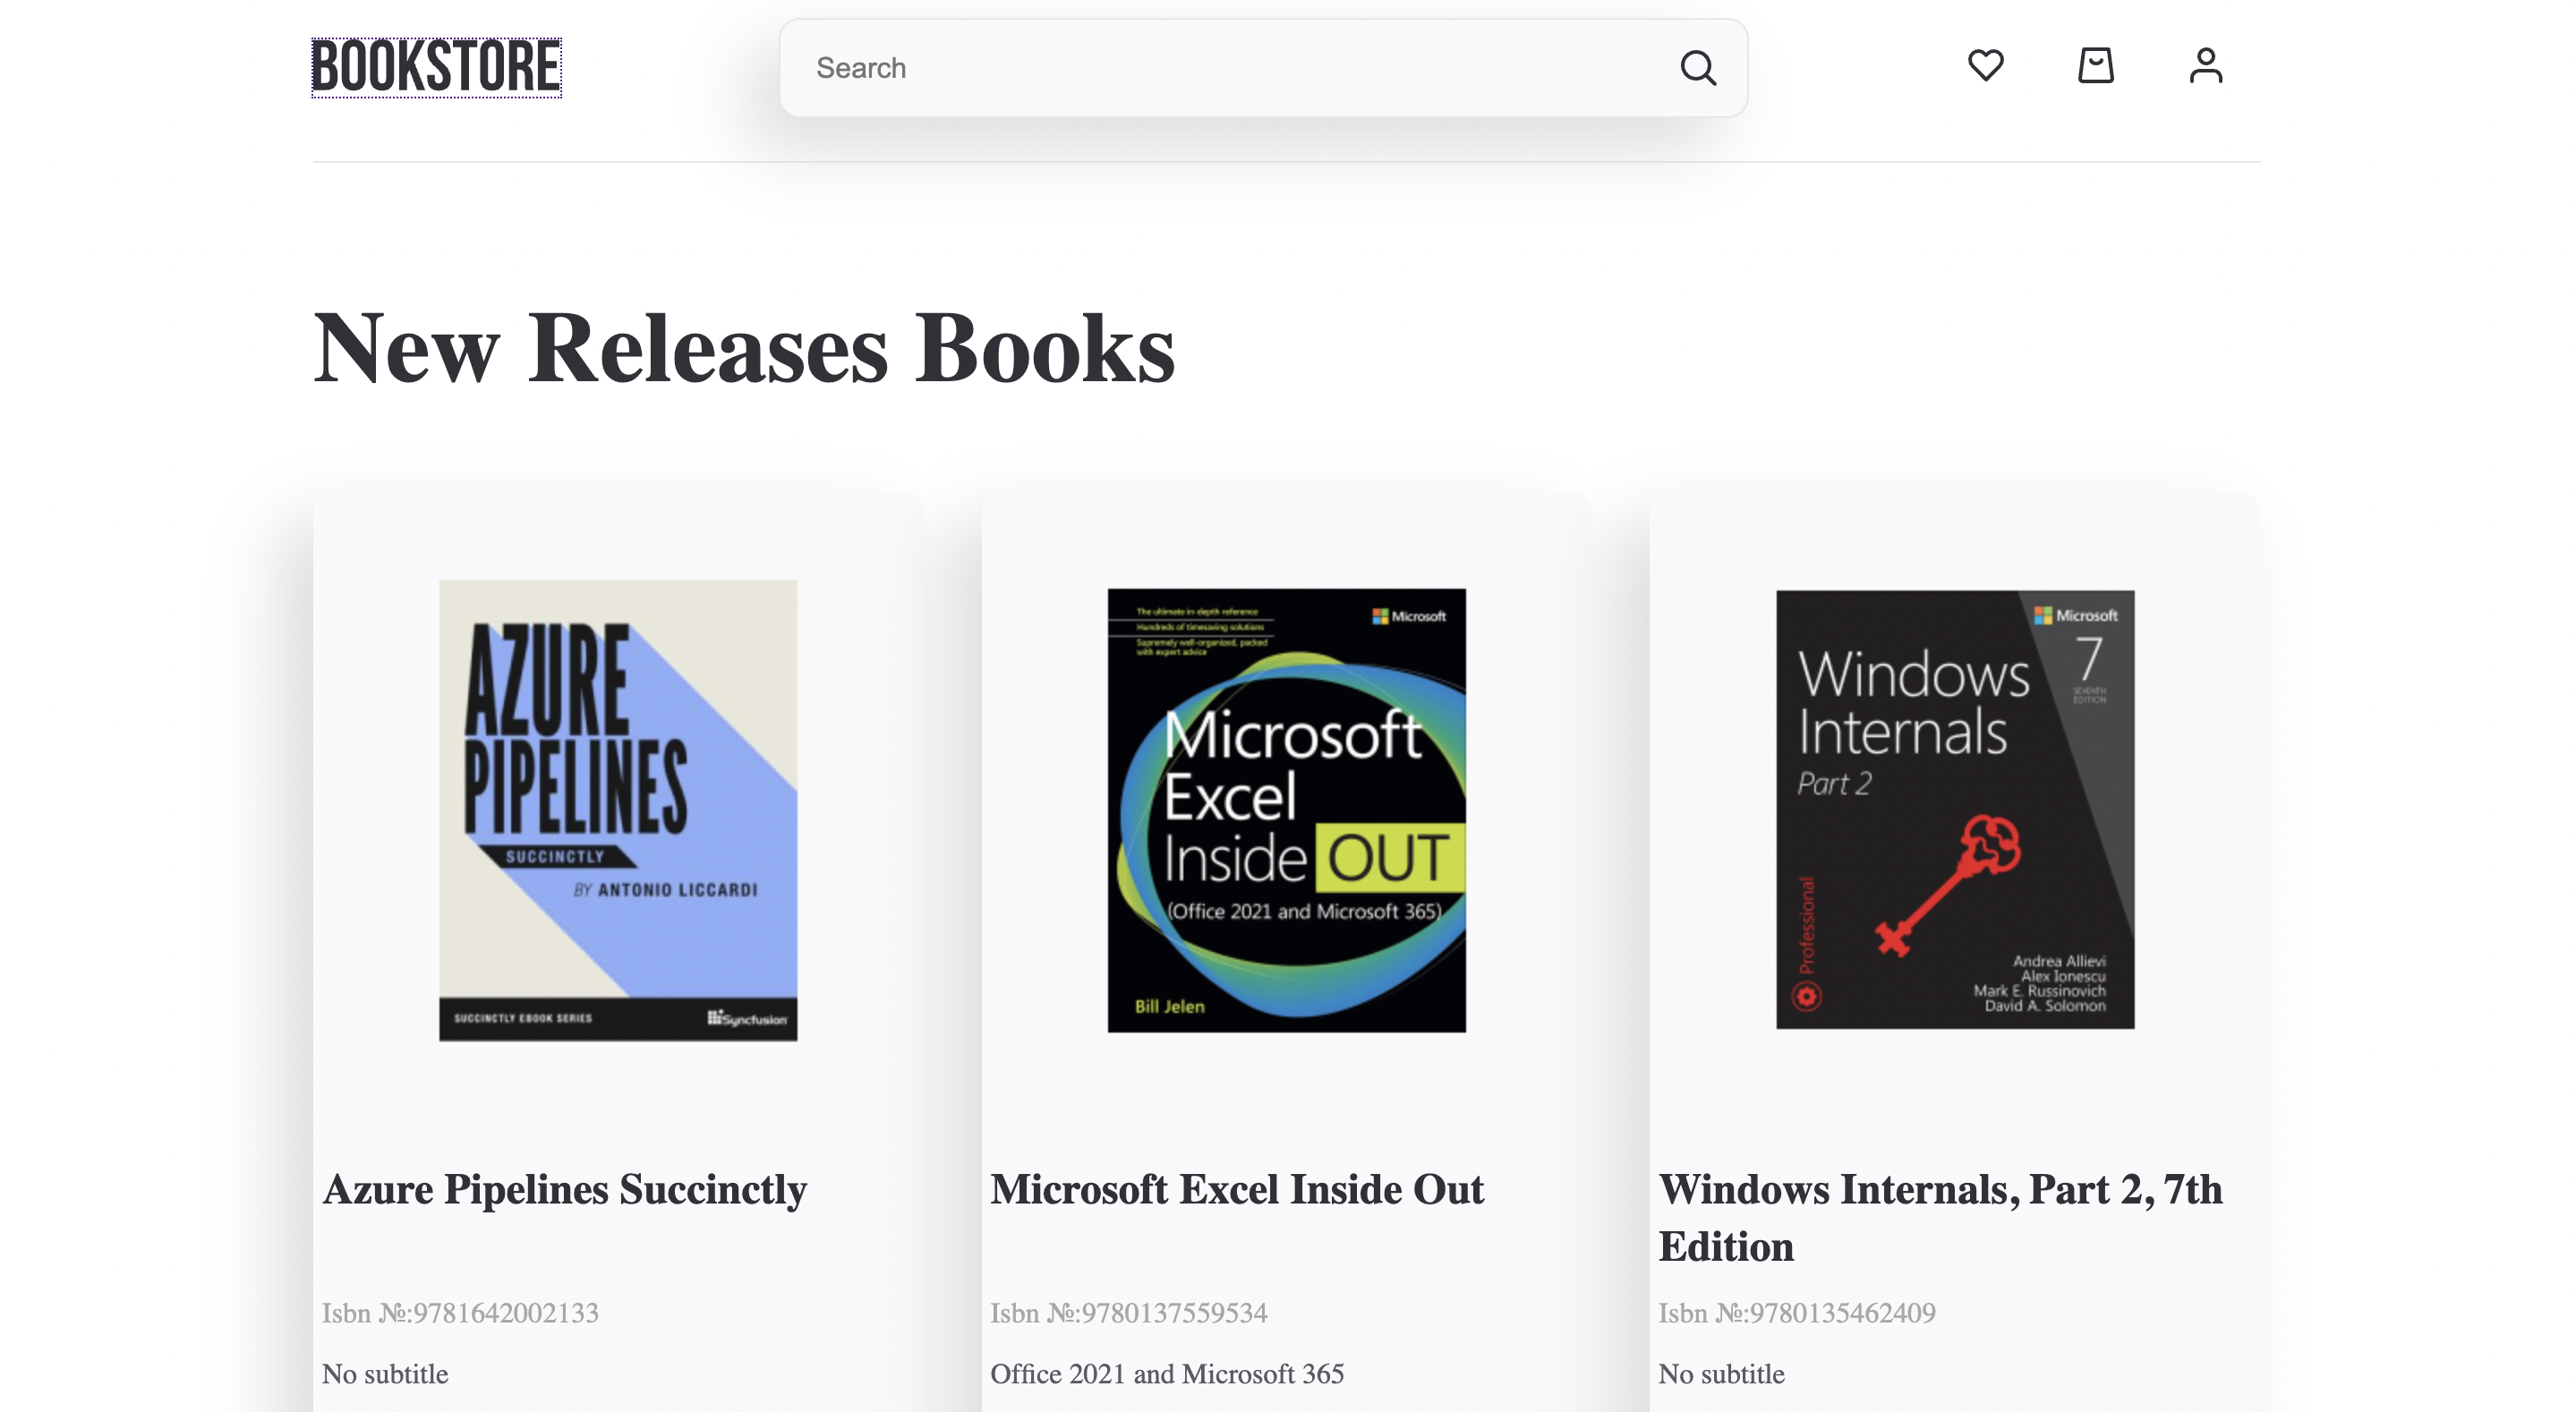 BOOKSTORE
Search
New Releases Books
AZURE
PIPELINES
SUCCINCTLY
BY ANTONIO LICCARDI
SUCCINCTLY EBOOK SERIES
Syncfusion
The ultimate in-depth reference
Hundreds of timesaving solutions
Supremely well-organized, packed
with expert advice
Microsoft
Microsoft
Excel
Inside OUT
(Office 2021 and Microsoft 365)
Bill Jelen
Microsoft
7
SEVENTH
EDITION
Windows
Internals
Part 2
Professional
Andrea Allievi
Alex Ionescu
Mark E. Russinovich
David A. Solomon
Azure Pipelines Succinctly
Microsoft Excel Inside Out
Windows Internals, Part 2, 7th
Edition
Isbn №:9781642002133
Isbn №:9780137559534
Isbn №:9780135462409
No subtitle
Office 2021 and Microsoft 365
No subtitle